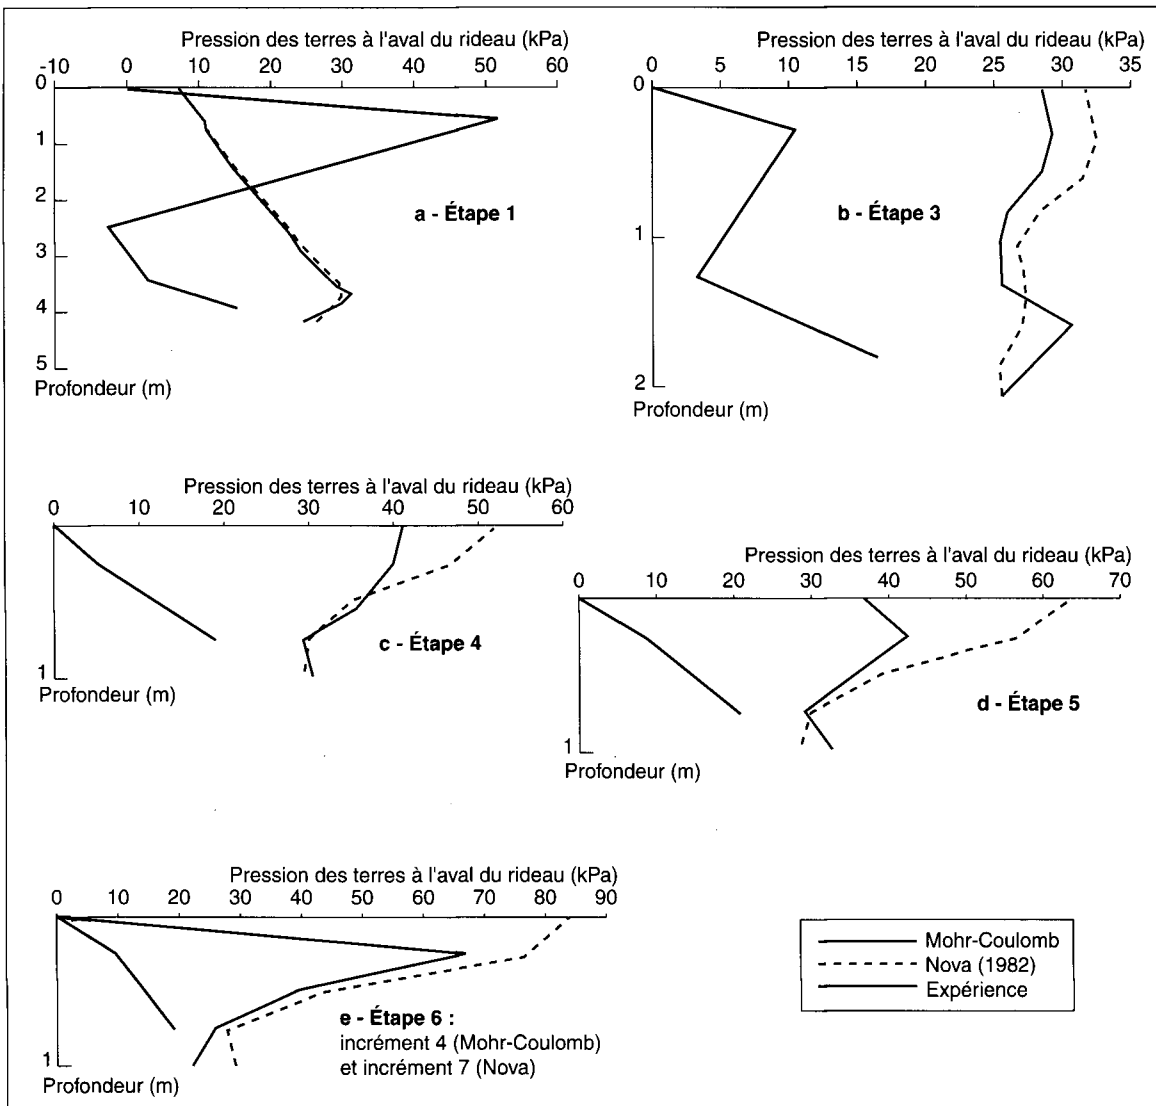 Pression des terres à l'aval du rideau (kPa)
-10 0 10 20 30 40 50 60
0
1
2
3
4
5
Profondeur (m)
a - Étape 1
Pression des terres à l'aval du rideau (kPa)
0 5 10 15 20 25 30 35
0
1
2
Profondeur (m)
b - Étape 3
Pression des terres à l'aval du rideau (kPa)
0 10 20 30 40 50 60
1
Profondeur (m)
c - Étape 4
Pression des terres à l'aval du rideau (kPa)
0 10 20 30 40 50 60 70
1
Profondeur (m)
d - Étape 5
Pression des terres à l'aval du rideau (kPa)
0 10 20 30 40 50 60 70 80 90
1
Profondeur (m)
e - Étape 6 :
incrément 4 (Mohr-Coulomb)
et incrément 7 (Nova)
Mohr-Coulomb
Nova (1982)
Expérience